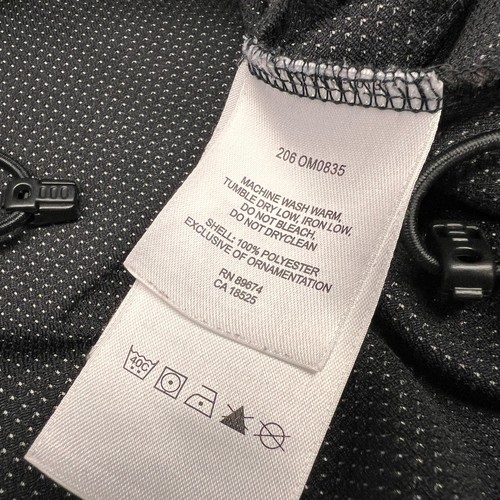 206 OM0835
MACHINE WASH WARM,
TUMBLE DRY LOW, IRON LOW.
DO NOT BLEACH,
DO NOT DRYCLEAN
SHELL: 100% POLYESTER
EXCLUSIVE OF ORNAMENTATION
RN 89674
CA 18525
40C